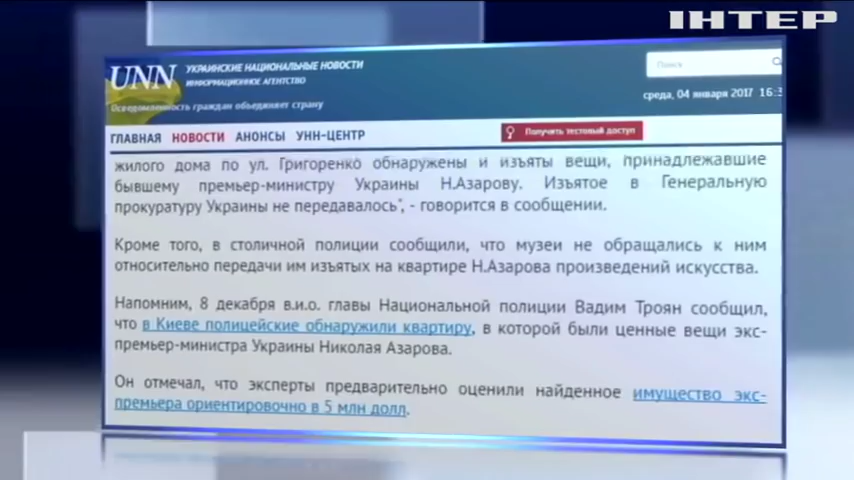 ІНТЕР
UNN
УКРАИНСКИЕ НАЦИОНАЛЬНЫЕ НОВОСТИ
ИНФОРМАЦИОННОЕ АГЕНТСТВО
Осведомленность граждан объединяет страну
Поиск
среда, 04 января 2017 16:3
ГЛАВНАЯ НОВОСТИ АНОНСЫ УНН-ЦЕНТР
Получить тестовый доступ
жилого дома по ул. Григоренко обнаружены и изъяты вещи, принадлежавшие
бывшему премьер-министру Украины Н.Азарову. Изъятое в Генеральную
прокуратуру Украины не передавалось", - говорится в сообщении.
Кроме того, в столичной полиции сообщили, что музеи не обращались к ним
относительно передачи им изъятых на квартире Н.Азарова произведений искусства.
Напомним, 8 декабря в.и.о. главы Национальной полиции Вадим Троян сообщил,
что в Киеве полицейские обнаружили квартиру, в которой были ценные вещи экс-
премьер-министра Украины Николая Азарова.
Он отмечал, что эксперты предварительно оценили найденное имущество экс-
премьера ориентировочно в 5 млн долл.